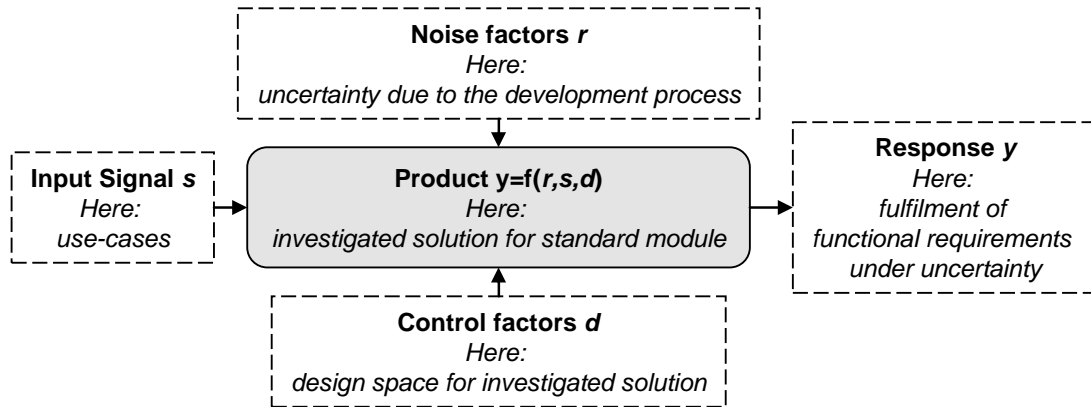 Noise factors r
Here:
uncertainty due to the development process
Input Signal s
Here:
use-cases
Product y=f(r,s,d)
Here:
investigated solution for standard module
Response y
Here:
fulfilment of
functional requirements
under uncertainty
Control factors d
Here:
design space for investigated solution